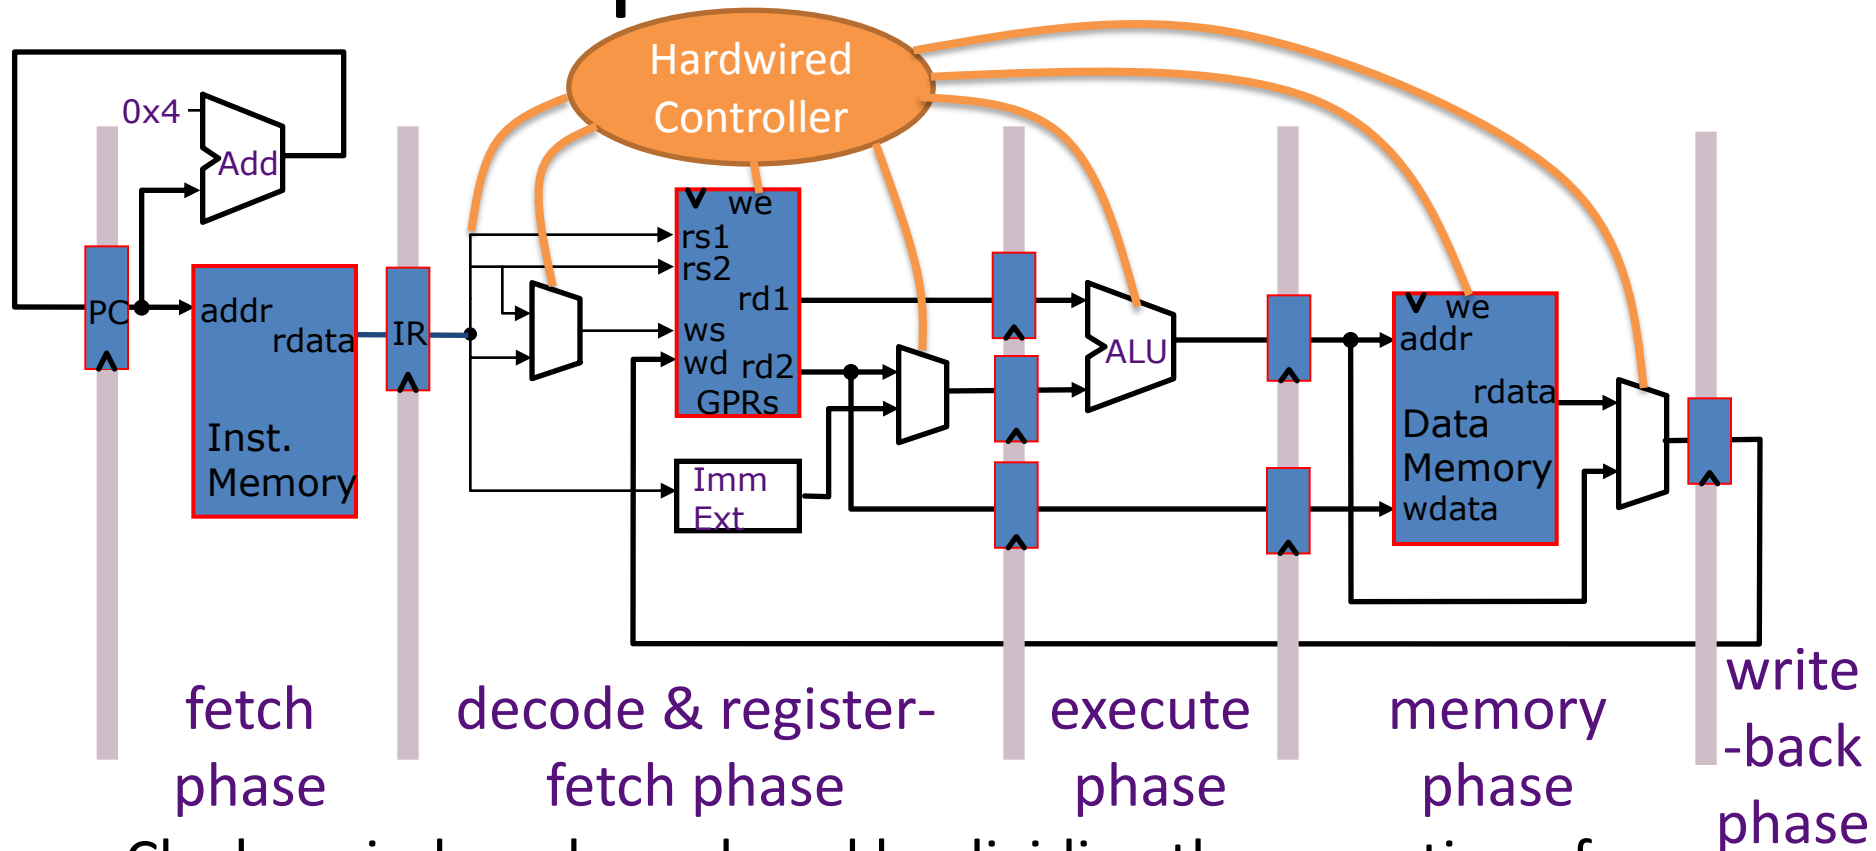 Hardwired
Controller
0x4
Add
PC
addr
rdata
Inst.
Memory
IR
we
rs1
rs2
rd1
ws
wd rd2
GPRs
Imm
Ext
ALU
we
addr
rdata
Data
Memory
wdata
fetch
phase
decode & register-
fetch phase
execute
phase
memory
phase
write
-back
phase